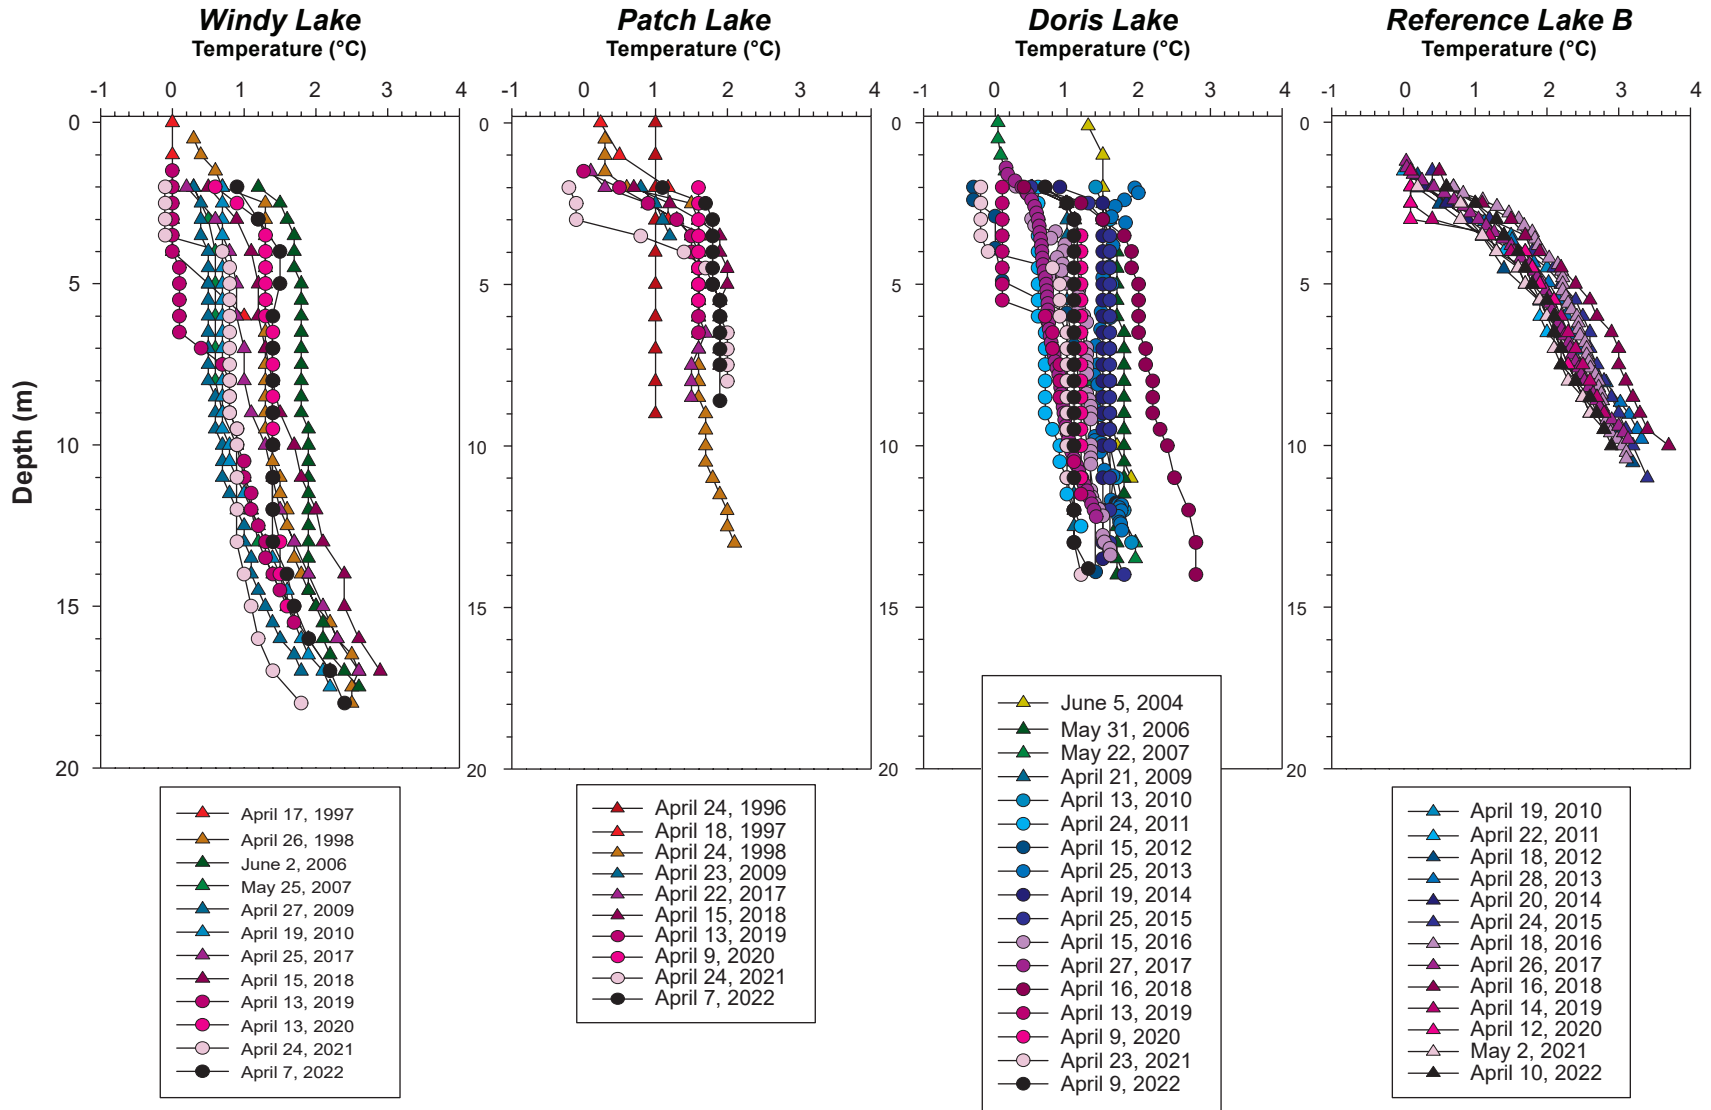 Windy Lake
Temperature (°C)
-1 0 1 2 3 4
0
5
10
15
20
Depth (m)
April 17, 1997
April 26, 1998
June 2, 2006
May 25, 2007
April 27, 2009
April 19, 2010
April 25, 2017
April 15, 2018
April 13, 2019
April 13, 2020
April 24, 2021
April 7, 2022
Patch Lake
Temperature (°C)
-1 0 1 2 3 4
0
5
10
15
20
April 24, 1996
April 18, 1997
April 24, 1998
April 23, 2009
April 22, 2017
April 15, 2018
April 13, 2019
April 9, 2020
April 24, 2021
April 7, 2022
Doris Lake
Temperature (°C)
-1 0 1 2 3 4
0
5
10
15
20
June 5, 2004
May 31, 2006
May 22, 2007
April 21, 2009
April 13, 2010
April 24, 2011
April 15, 2012
April 25, 2013
April 19, 2014
April 25, 2015
April 15, 2016
April 27, 2017
April 16, 2018
April 13, 2019
April 9, 2020
April 23, 2021
April 9, 2022
Reference Lake B
Temperature (°C)
-1 0 1 2 3 4
0
5
10
15
20
April 19, 2010
April 22, 2011
April 18, 2012
April 28, 2013
April 20, 2014
April 24, 2015
April 18, 2016
April 26, 2017
April 16, 2018
April 14, 2019
April 12, 2020
May 2, 2021
April 10, 2022